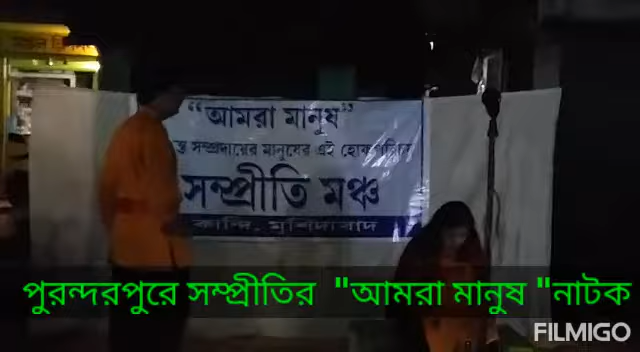 “আমরা মানুষ”
সম্প্রদায়ের মানুষের এই হোক
সম্প্রীতি মঞ্চ
কান্দি, মুর্শিদাবাদ
পুরন্দরপুরে সম্প্রীতির "আমরা মানুষ "নাটক
FILMIGO